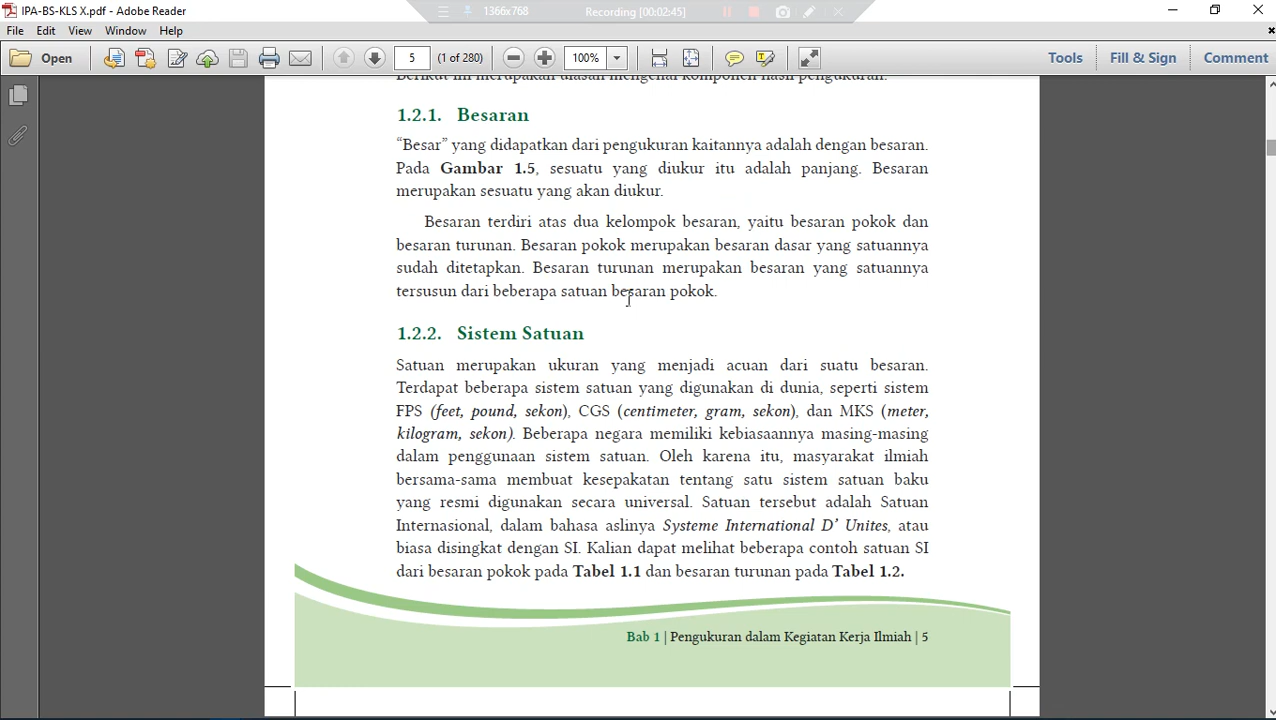 IPA-BS-KLS X.pdf - Adobe Reader
1366x768
Recording [00:02:45]
File Edit View Window Help
Open
5
(1 of 280)
100%
Tools
Fill & Sign
Comment
Berikut ini merupakan ulasan mengenai komponen hasil pengukuran.
1.2.1. Besaran
“Besar” yang didapatkan dari pengukuran kaitannya adalah dengan besaran.
Pada Gambar 1.5, sesuatu yang diukur itu adalah panjang. Besaran
merupakan sesuatu yang akan diukur.
Besaran terdiri atas dua kelompok besaran, yaitu besaran pokok dan
besaran turunan. Besaran pokok merupakan besaran dasar yang satuannya
sudah ditetapkan. Besaran turunan merupakan besaran yang satuannya
tersusun dari beberapa satuan besaran pokok.
1.2.2. Sistem Satuan
Satuan merupakan ukuran yang menjadi acuan dari suatu besaran.
Terdapat beberapa sistem satuan yang digunakan di dunia, seperti sistem
FPS (feet, pound, sekon), CGS (centimeter, gram, sekon), dan MKS (meter,
kilogram, sekon). Beberapa negara memiliki kebiasaannya masing-masing
dalam penggunaan sistem satuan. Oleh karena itu, masyarakat ilmiah
bersama-sama membuat kesepakatan tentang satu sistem satuan baku
yang resmi digunakan secara universal. Satuan tersebut adalah Satuan
Internasional, dalam bahasa aslinya Systeme International D’ Unites, atau
biasa disingkat dengan SI. Kalian dapat melihat beberapa contoh satuan SI
dari besaran pokok pada Tabel 1.1 dan besaran turunan pada Tabel 1.2.
Bab 1 | Pengukuran dalam Kegiatan Kerja Ilmiah | 5